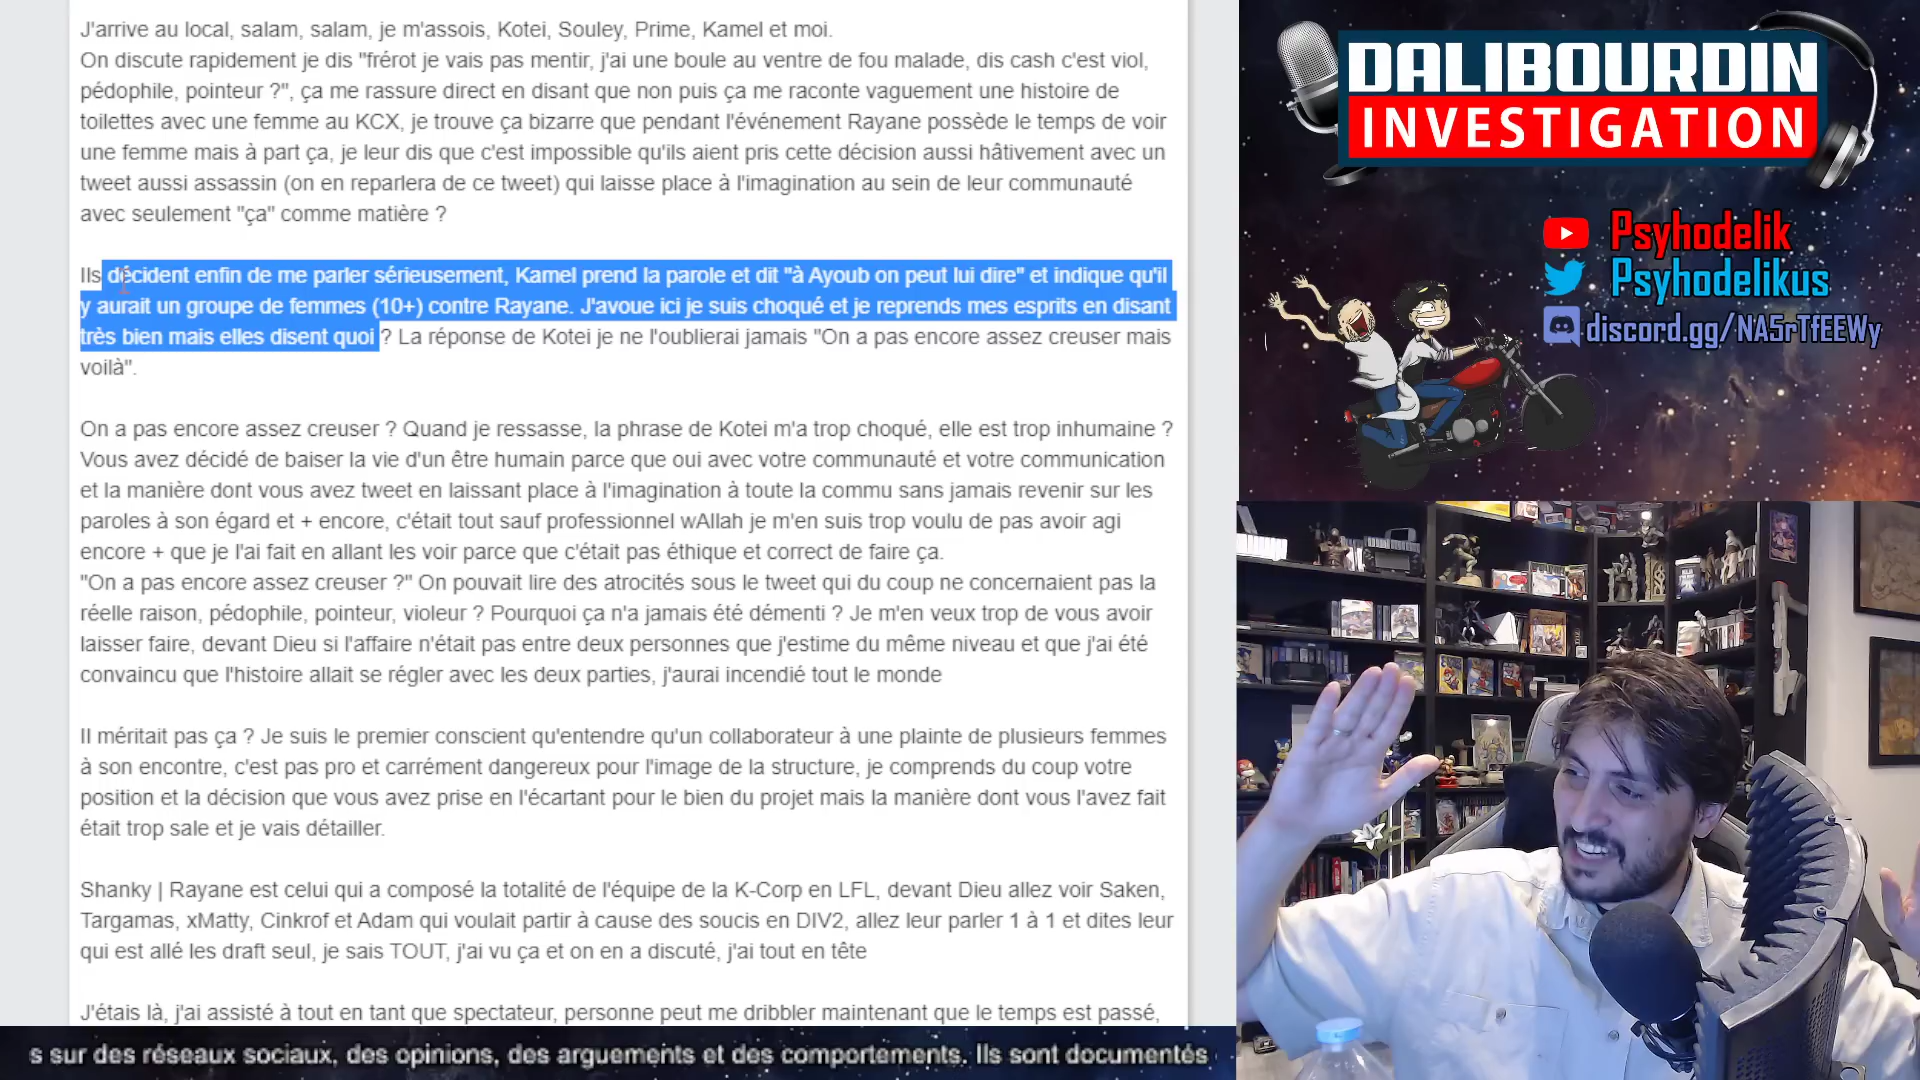 J'arrive au local, salam, salam, je m'assois, Kotei, Souley, Prime, Kamel et moi.
On discute rapidement je dis "frérot je vais pas mentir, j'ai une boule au ventre de fou malade, dis cash c'est viol,
pédophile, pointeur ?", ça me rassure direct en disant que non puis ça me raconte vaguement une histoire de
toilettes avec une femme au KCX, je trouve ça bizarre que pendant l'événement Rayane possède le temps de voir
une femme mais à part ça, je leur dis que c'est impossible qu'ils aient pris cette décision aussi hâtivement avec un
tweet aussi assassin (on en reparlera de ce tweet) qui laisse place à l'imagination au sein de leur communauté
avec seulement "ça" comme matière ?
Ils décident enfin de me parler sérieusement, Kamel prend la parole et dit "à Ayoub on peut lui dire" et indique qu'il
y aurait un groupe de femmes (10+) contre Rayane. J'avoue ici je suis choqué et je reprends mes esprits en disant
très bien mais elles disent quoi ? La réponse de Kotei je ne l'oublierai jamais "On a pas encore assez creuser mais
voilà".
On a pas encore assez creuser ? Quand je ressasse, la phrase de Kotei m'a trop choqué, elle est trop inhumaine ?
Vous avez décidé de baiser la vie d'un être humain parce que oui avec votre communauté et votre communication
et la manière dont vous avez tweet en laissant place à l'imagination à toute la commu sans jamais revenir sur les
paroles à son égard et + encore, c'était tout sauf professionnel wAllah je m'en suis trop voulu de pas avoir agi
encore + que je l'ai fait en allant les voir parce que c'était pas éthique et correct de faire ça.
"On a pas encore assez creuser ?" On pouvait lire des atrocités sous le tweet qui du coup ne concernaient pas la
réelle raison, pédophile, pointeur, violeur ? Pourquoi ça n'a jamais été démenti ? Je m'en veux trop de vous avoir
laisser faire, devant Dieu si l'affaire n'était pas entre deux personnes que j'estime du même niveau et que j'ai été
convaincu que l'histoire allait se régler avec les deux parties, j'aurai incendié tout le monde
Il méritait pas ça ? Je suis le premier conscient qu'entendre qu'un collaborateur à une plainte de plusieurs femmes
à son encontre, c'est pas pro et carrément dangereux pour l'image de la structure, je comprends du coup votre
position et la décision que vous avez prise en l'écartant pour le bien du projet mais la manière dont vous l'avez fait
était trop sale et je vais détailler.
Shanky | Rayane est celui qui a composé la totalité de l'équipe de la K-Corp en LFL, devant Dieu allez voir Saken,
Targamas, xMatty, Cinkrof et Adam qui voulait partir à cause des soucis en DIV2, allez leur parler 1 à 1 et dites leur
qui est allé les draft seul, je sais TOUT, j'ai vu ça et on en a discuté, j'ai tout en tête
J'étais là, j'ai assisté à tout en tant que spectateur, personne peut me dribbler maintenant que le temps est passé,
s sur des réseaux sociaux, des opinions, des arguements et des comportements. Ils sont documentés
DALIBOURDIN
INVESTIGATION
Psyhodelik
Psyhodelikus
discord.gg/NA5rTfEEWy